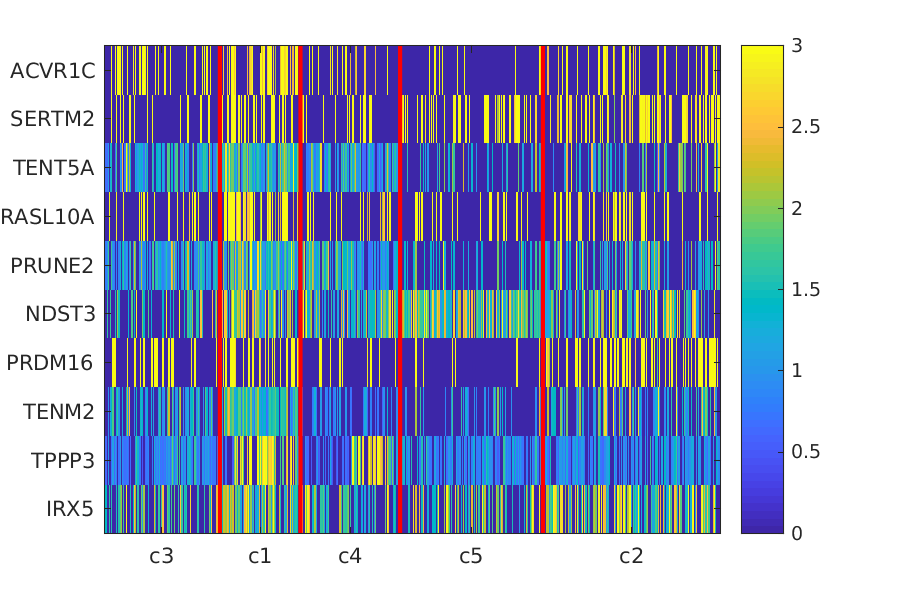 ACVR1C
SERTM2
TENT5A
RASL10A
PRUNE2
NDST3
PRDM16
TENM2
TPPP3
IRX5
c3 c1 c4 c5 c2
3
2.5
2
1.5
1
0.5
0